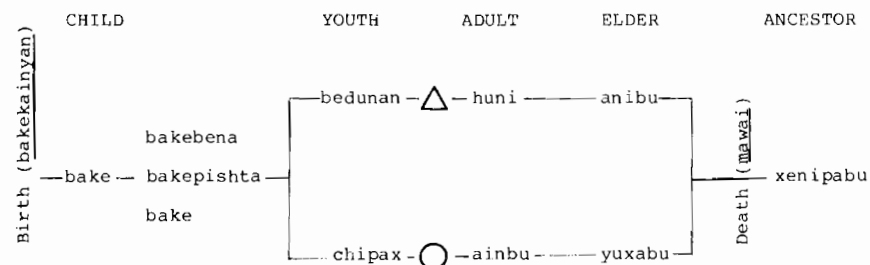 CHILD YOUTH ADULT ELDER ANCESTOR
Birth (bakekainyan)
bedunan huni anibu
bakebena
bake bakepishta
bake
Death (mawai)
xenipabu
chipax ainbu yuxabu